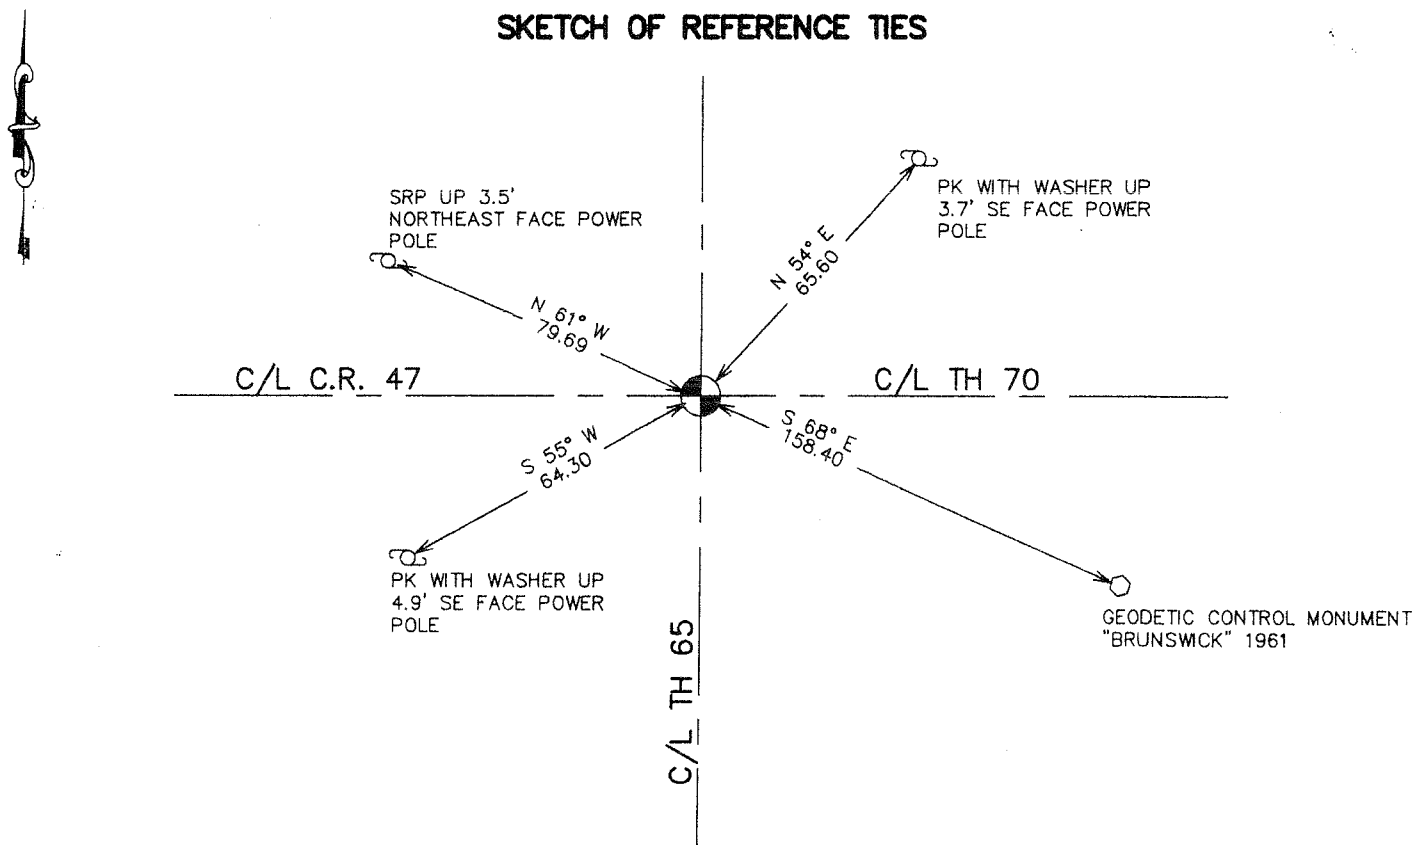 SKETCH OF REFERENCE TIES
SRP UP 3.5'
NORTHEAST FACE POWER
POLE
PK WITH WASHER UP
3.7' SE FACE POWER
POLE
N 54° E
65.60
N 61° W
79.69
C/L C.R. 47
C/L TH 70
S 55° W
64.30
S 68° E
158.40
PK WITH WASHER UP
4.9' SE FACE POWER
POLE
GEODETIC CONTROL MONUMENT
"BRUNSWICK" 1961
C/L TH 65